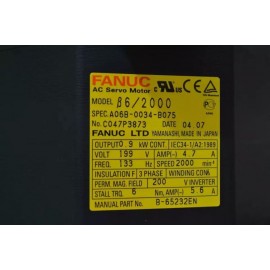 FANUC
AC Servo Motor
MODEL β6/2000
SPEC. A06B-0034-B075
No. C047P3873 DATE 04.07
FANUC LTD YAMANASHI, MADE IN JAPAN
OUTPUT 0.9 kW CONT. IEC34-1/A2:1989
VOLT 199 V AMP(~) 4.7 A
FREQ. 133 Hz SPEED 2000 min⁻¹
INSULATION F 3 PHASE WINDING CONN.
PERM. MAG. FIELD 200 V INVERTER
STALL TRQ. 6 Nm, AMP(~) 5.6 A
MANUAL PART No. B-65232EN